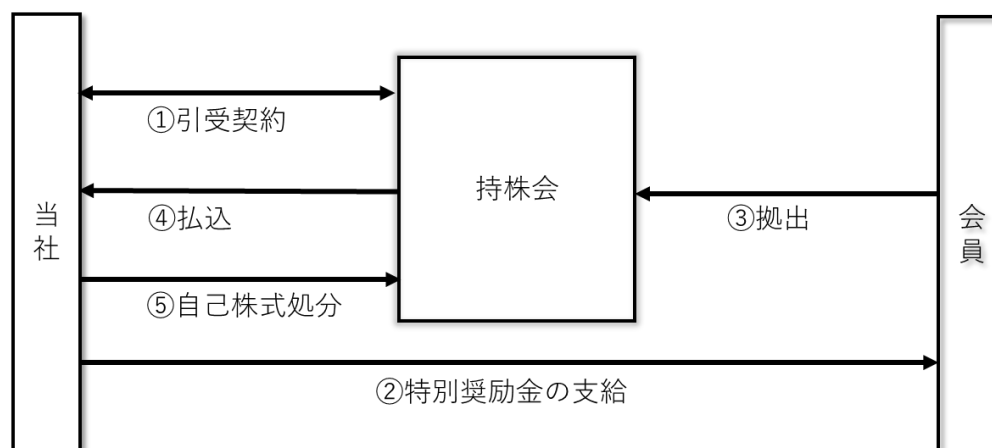 ①引受契約
持株会
当社
④払込
③拠出
会員
⑤自己株式処分
②特別奨励金の支給